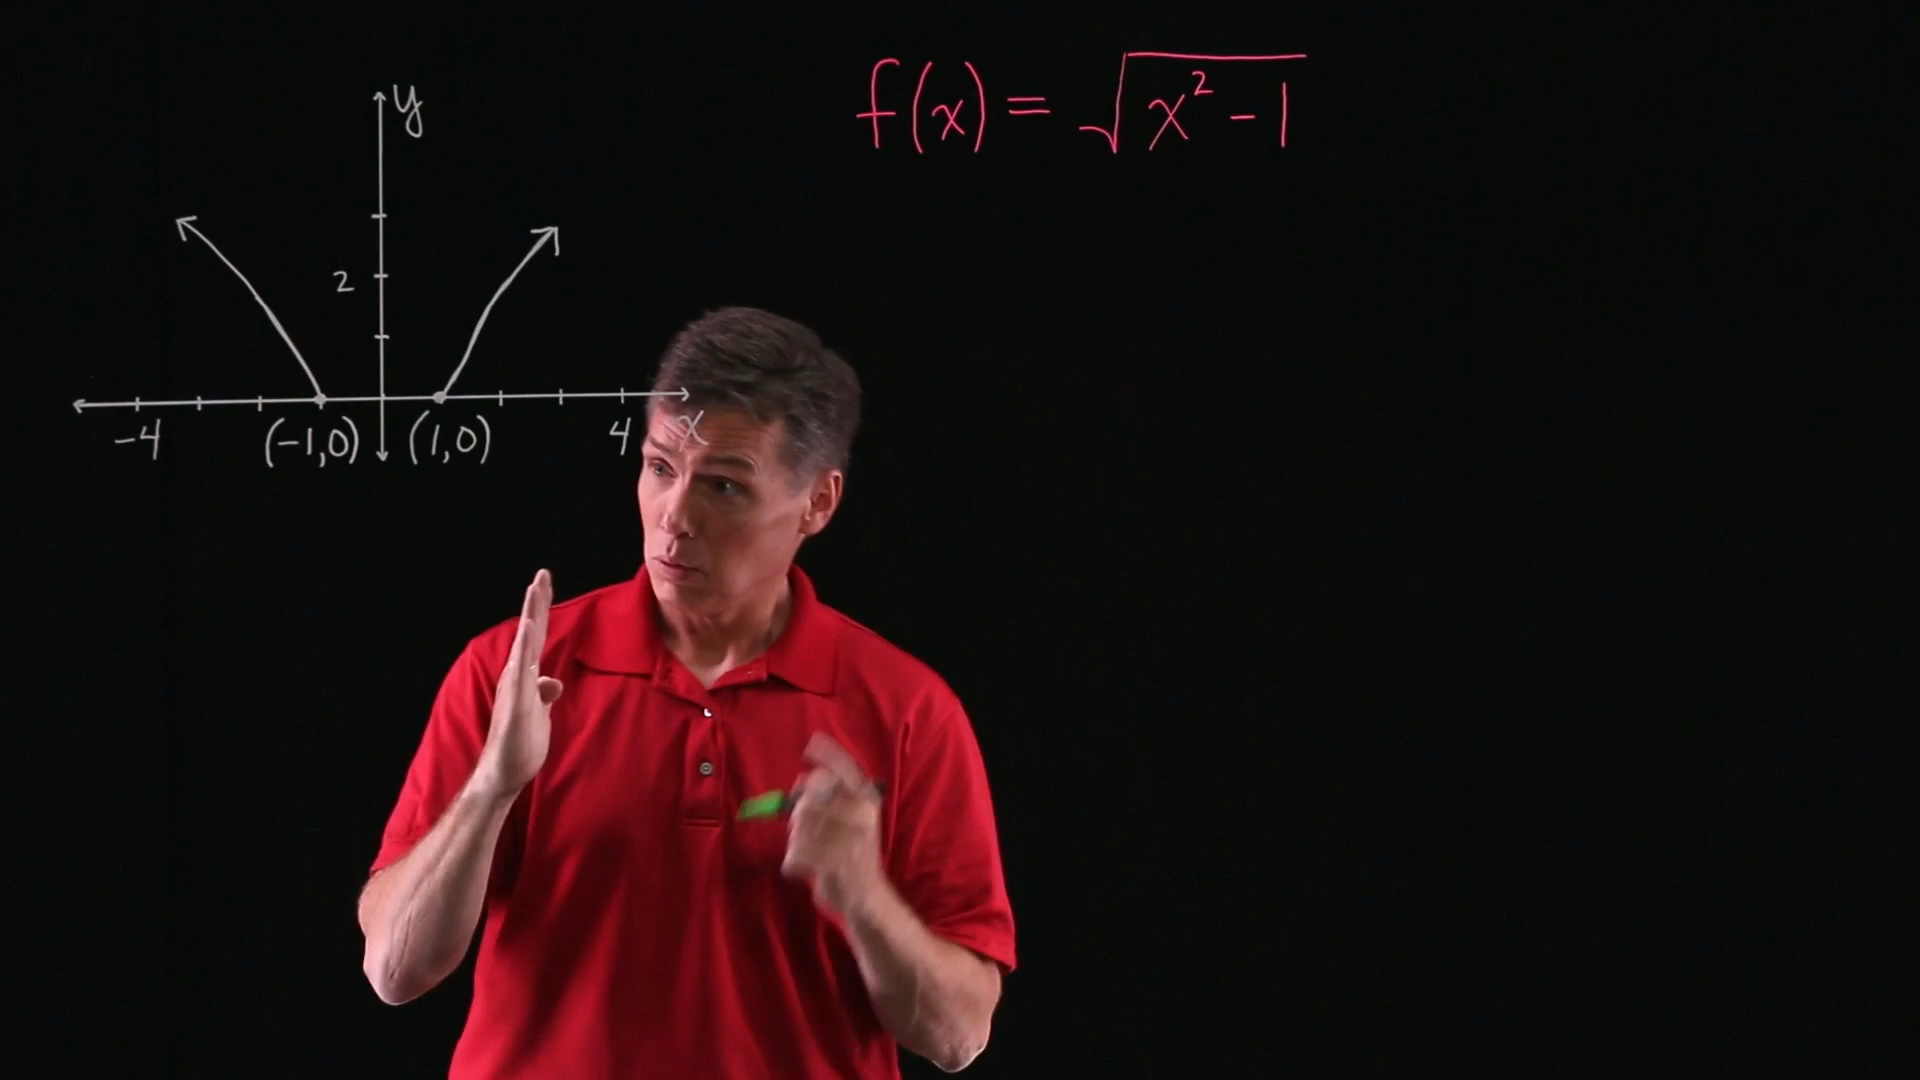 f(x) = √(x² - 1)
y
2
-4 (-1,0) (1,0) 4 x